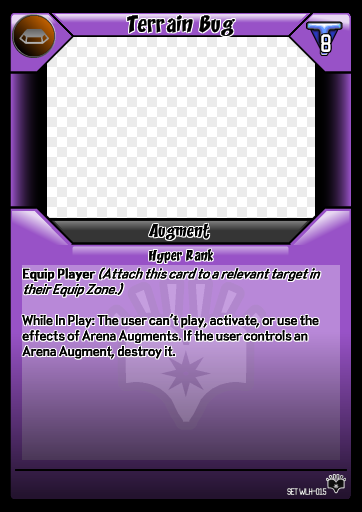 Terrain Bug
8
Augment
Hyper Rank
Equip Player (Attach this card to a relevant target in
their Equip Zone.)
While In Play: The user can't play, activate, or use the
effects of Arena Augments. If the user controls an
Arena Augment, destroy it.
SET WLH-015